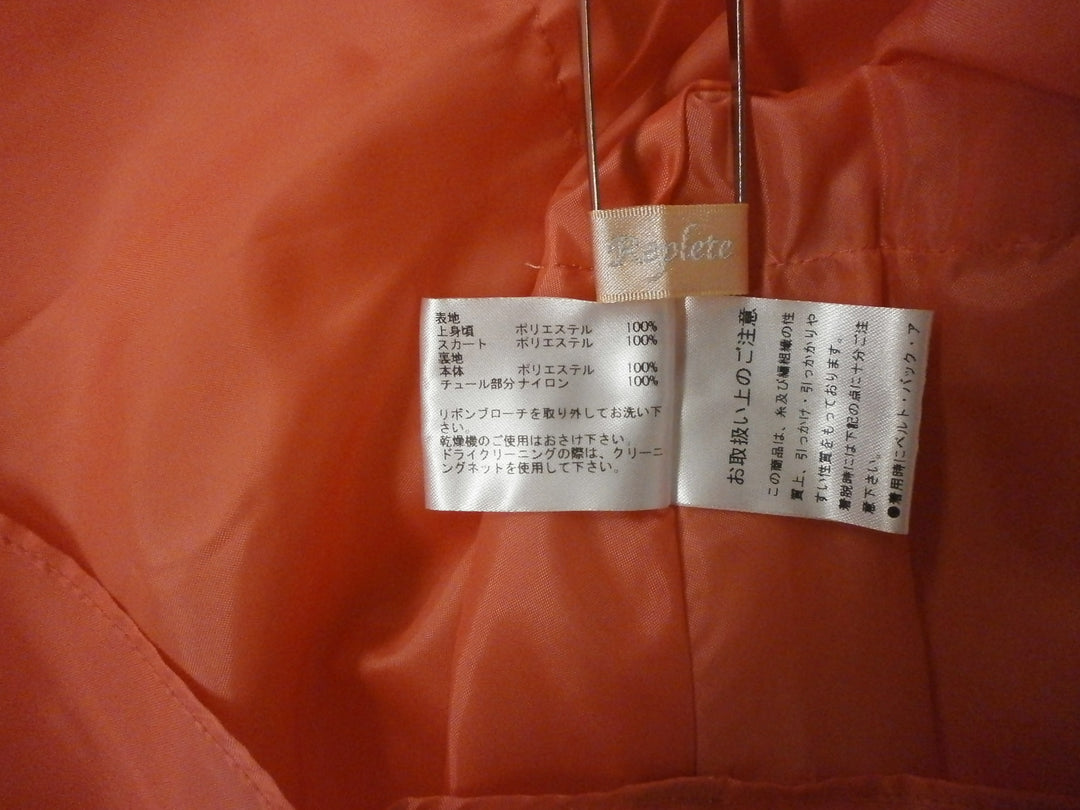 表地
上身頃 ポリエステル 100%
スカート ポリエステル 100%
裏地
本体 ポリエステル 100%
チュール部分 ナイロン 100%
リボンブローチを取り外してお洗い下
さい。
乾燥機のご使用はおさけ下さい。
ドライクリーニングの際は、クリーニ
ングネットを使用して下さい。
お取扱い上のご注意
この商品は、糸及び編組織の性
質上、引っかけ・引っかかりや
すい性質をもっております。
着脱時には下記の点に十分ご注
意下さい。
●着用時にベルト・バック・ア